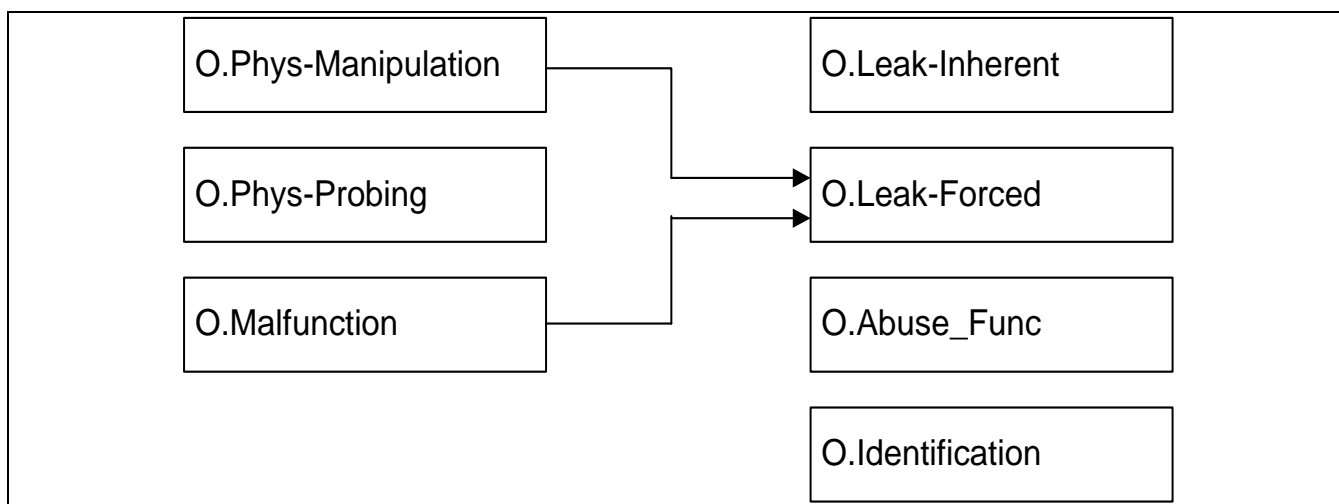 O.Phys-Manipulation
O.Leak-Inherent
O.Phys-Probing
O.Leak-Forced
O.Malfunction
O.Abuse_Func
O.Identification